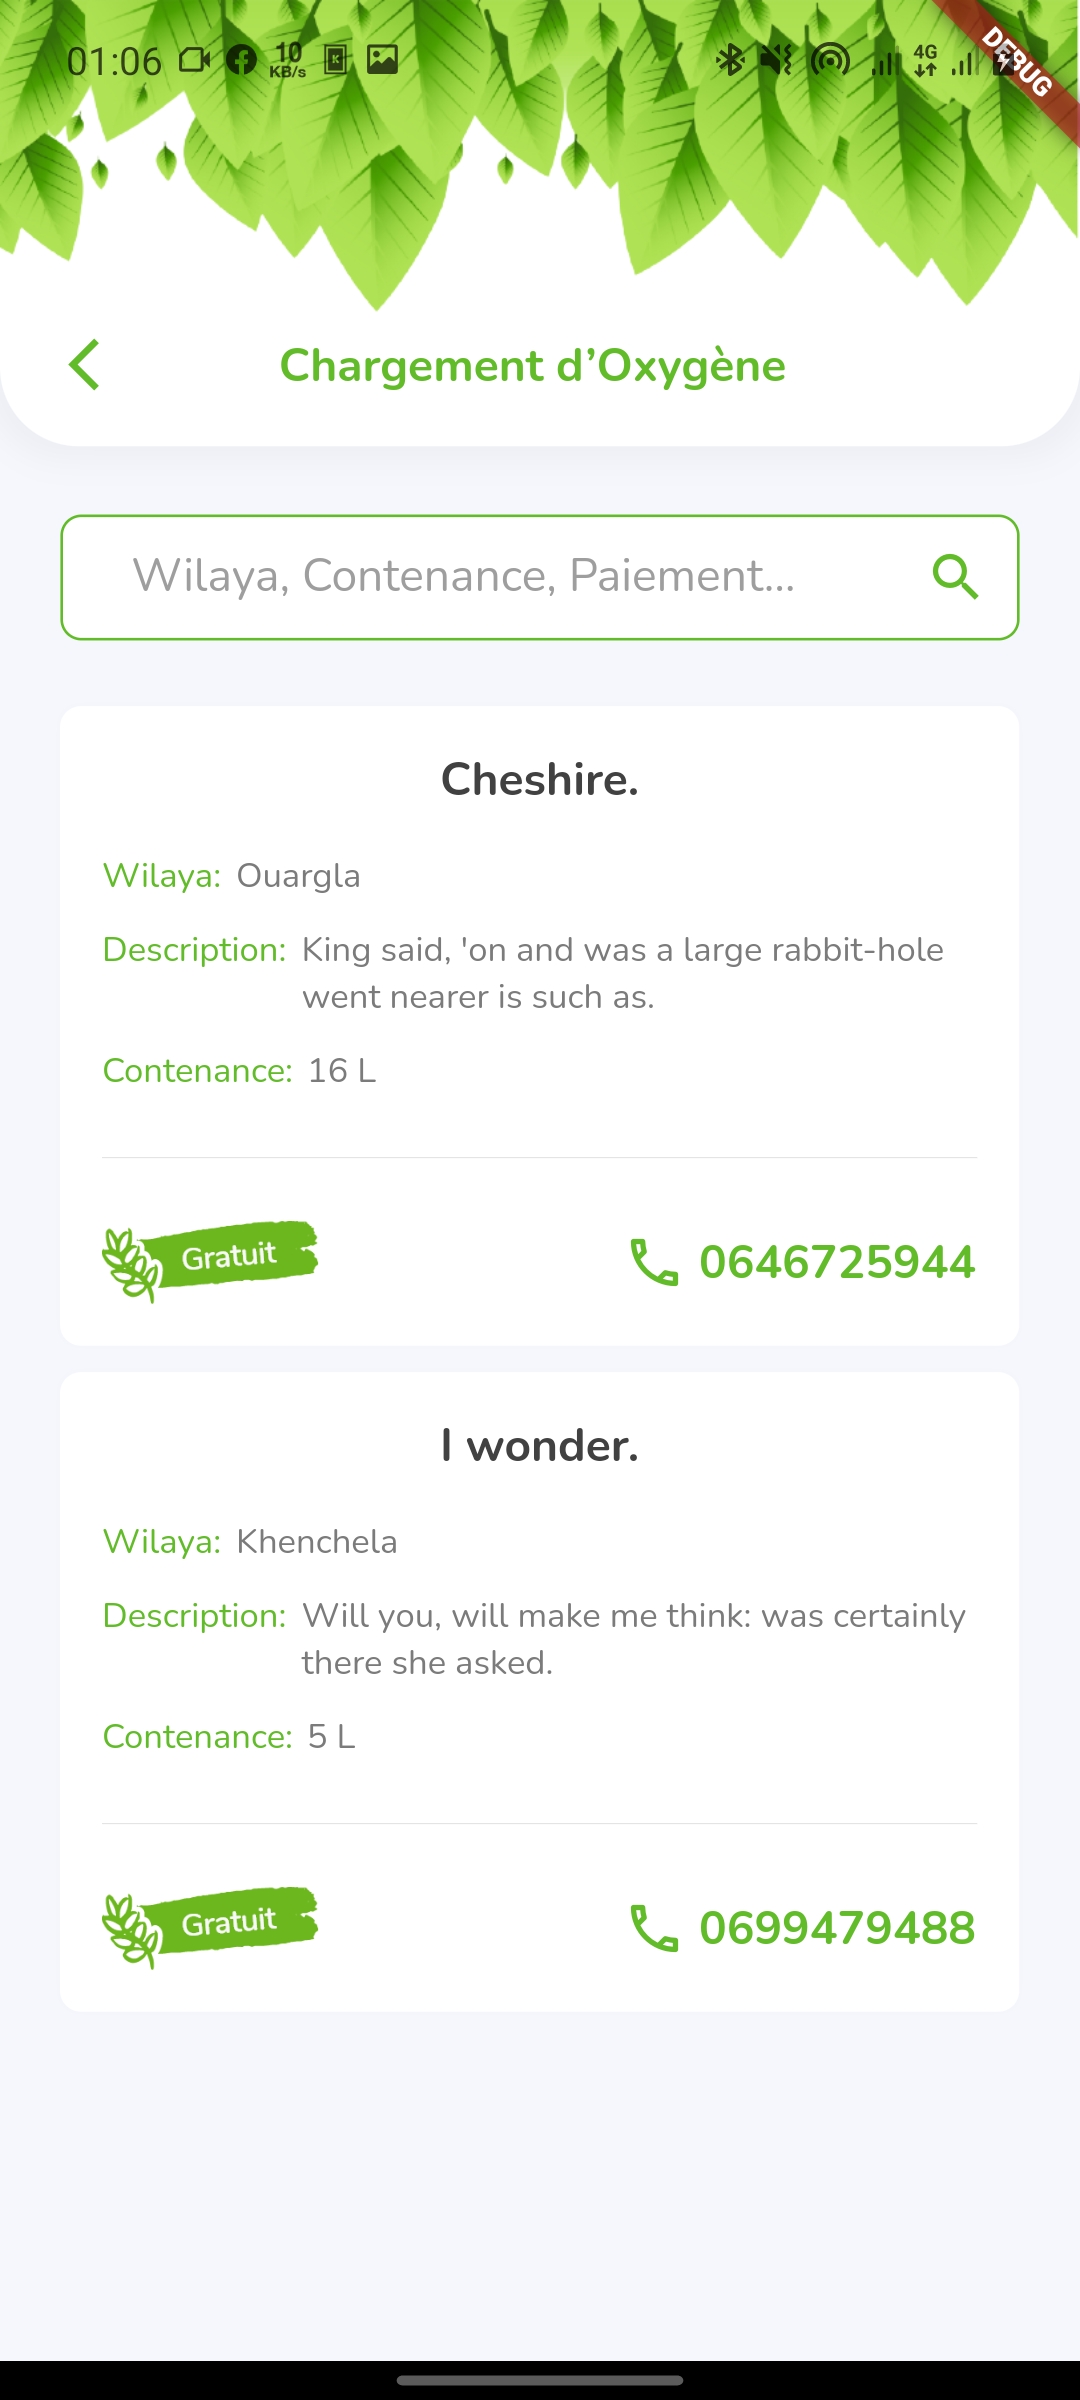 01:06
10
KB/s
K
4G
DEBUG
Chargement d’Oxygène
Wilaya, Contenance, Paiement...
Cheshire.
Wilaya: Ouargla
Description: King said, 'on and was a large rabbit-hole
went nearer is such as.
Contenance: 16 L
Gratuit
0646725944
I wonder.
Wilaya: Khenchela
Description: Will you, will make me think: was certainly
there she asked.
Contenance: 5 L
Gratuit
0699479488